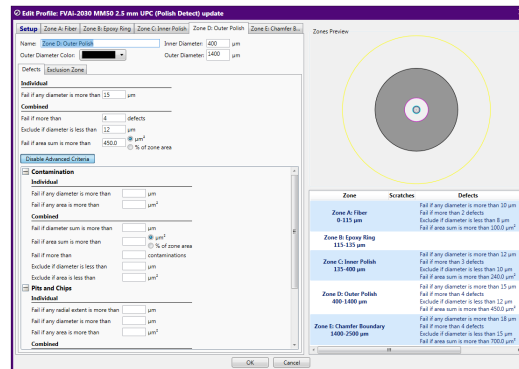 Edit Profile: FVAi-2030 MM50 2.5 mm UPC (Polish Detect) update
Setup Zone A: Fiber Zone B: Epoxy Ring Zone C: Inner Polish Zone D: Outer Polish Zone E: Chamfer B...
Name: Zone D: Outer Polish Inner Diameter: 400 µm
Outer Diameter Color: Outer Diameter: 1400 µm
Defects Exclusion Zone
Individual
Fail if any diameter is more than 15 µm
Combined
Fail if more than 4 defects
Exclude if diameter is less than 12 µm
Fail if area sum is more than 450.0 µm²
% of zone area
Disable Advanced Criteria
Contamination
Individual
Fail if any diameter is more than µm
Fail if any area is more than µm²
Combined
Fail if diameter sum is more than µm
Fail if area sum is more than µm²
% of zone area
Fail if more than contaminations
Exclude if diameter is less than µm
Exclude if area is less than µm²
Pits and Chips
Individual
Fail if any radial extent is more than µm
Fail if any diameter is more than µm
Fail if any area is more than µm²
Combined
OK Cancel
Zones Preview
Zone Scratches Defects
Zone A: Fiber
0-115 µm
Fail if any diameter is more than 10 µm
Fail if more than 2 defects
Exclude if diameter is less than 8 µm
Fail if area sum is more than 100.0 µm²
Zone B: Epoxy Ring
115-135 µm
Zone C: Inner Polish
135-400 µm
Fail if any diameter is more than 12 µm
Fail if more than 3 defects
Exclude if diameter is less than 10 µm
Fail if area sum is more than 240.0 µm²
Zone D: Outer Polish
400-1400 µm
Fail if any diameter is more than 15 µm
Fail if more than 4 defects
Exclude if diameter is less than 12 µm
Fail if area sum is more than 450.0 µm²
Zone E: Chamfer Boundary
1400-2500 µm
Fail if any diameter is more than 18 µm
Fail if more than 4 defects
Exclude if diameter is less than 15 µm
Fail if area sum is more than 700.0 µm²